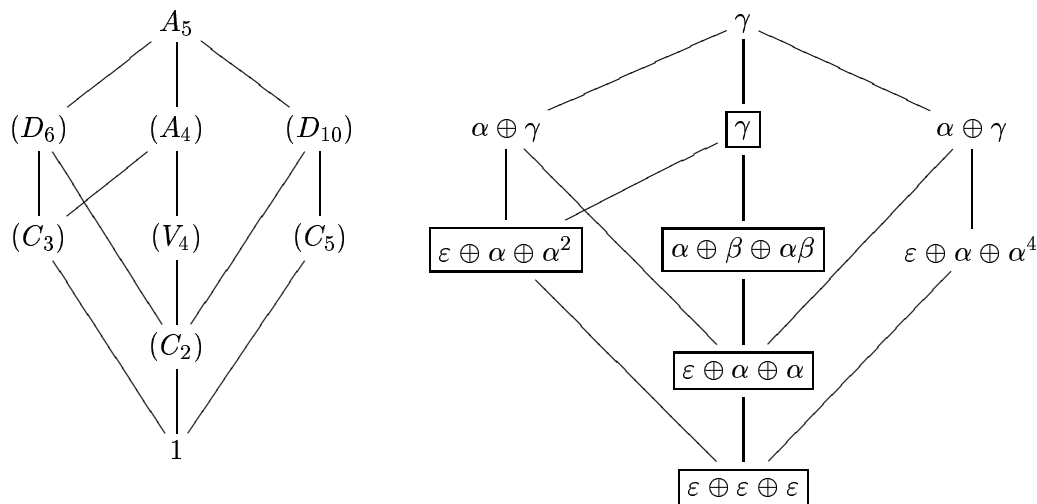 A₅
(D₆) (A₄) (D₁₀)
(C₃) (V₄) (C₅)
(C₂)
1
γ
α ⊕ γ γ α ⊕ γ
ε ⊕ α ⊕ α² α ⊕ β ⊕ αβ ε ⊕ α ⊕ α⁴
ε ⊕ α ⊕ α
ε ⊕ ε ⊕ ε